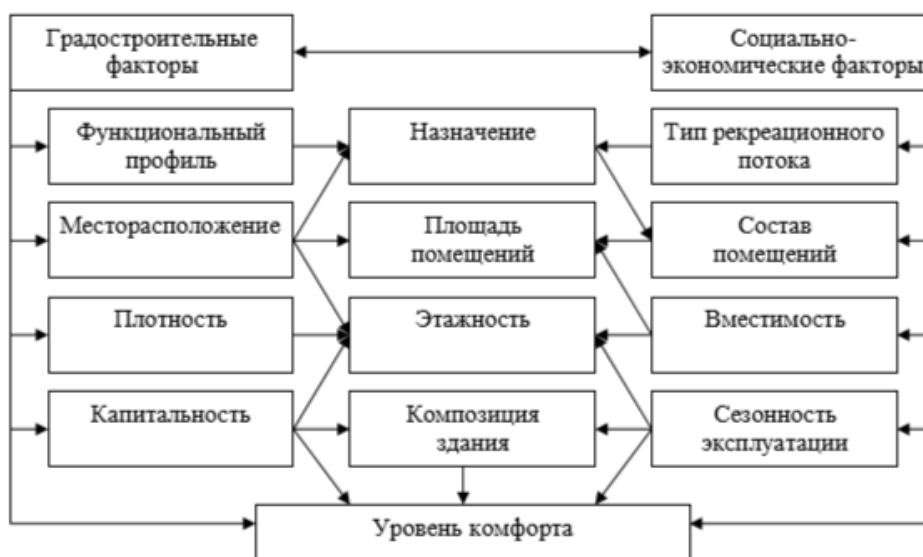 Градостроительные
факторы
Социально-
экономические факторы
Функциональный
профиль
Назначение
Тип рекреационного
потока
Месторасположение
Площадь
помещений
Состав
помещений
Плотность
Этажность
Вместимость
Капитальность
Композиция
здания
Сезонность
эксплуатации
Уровень комфорта